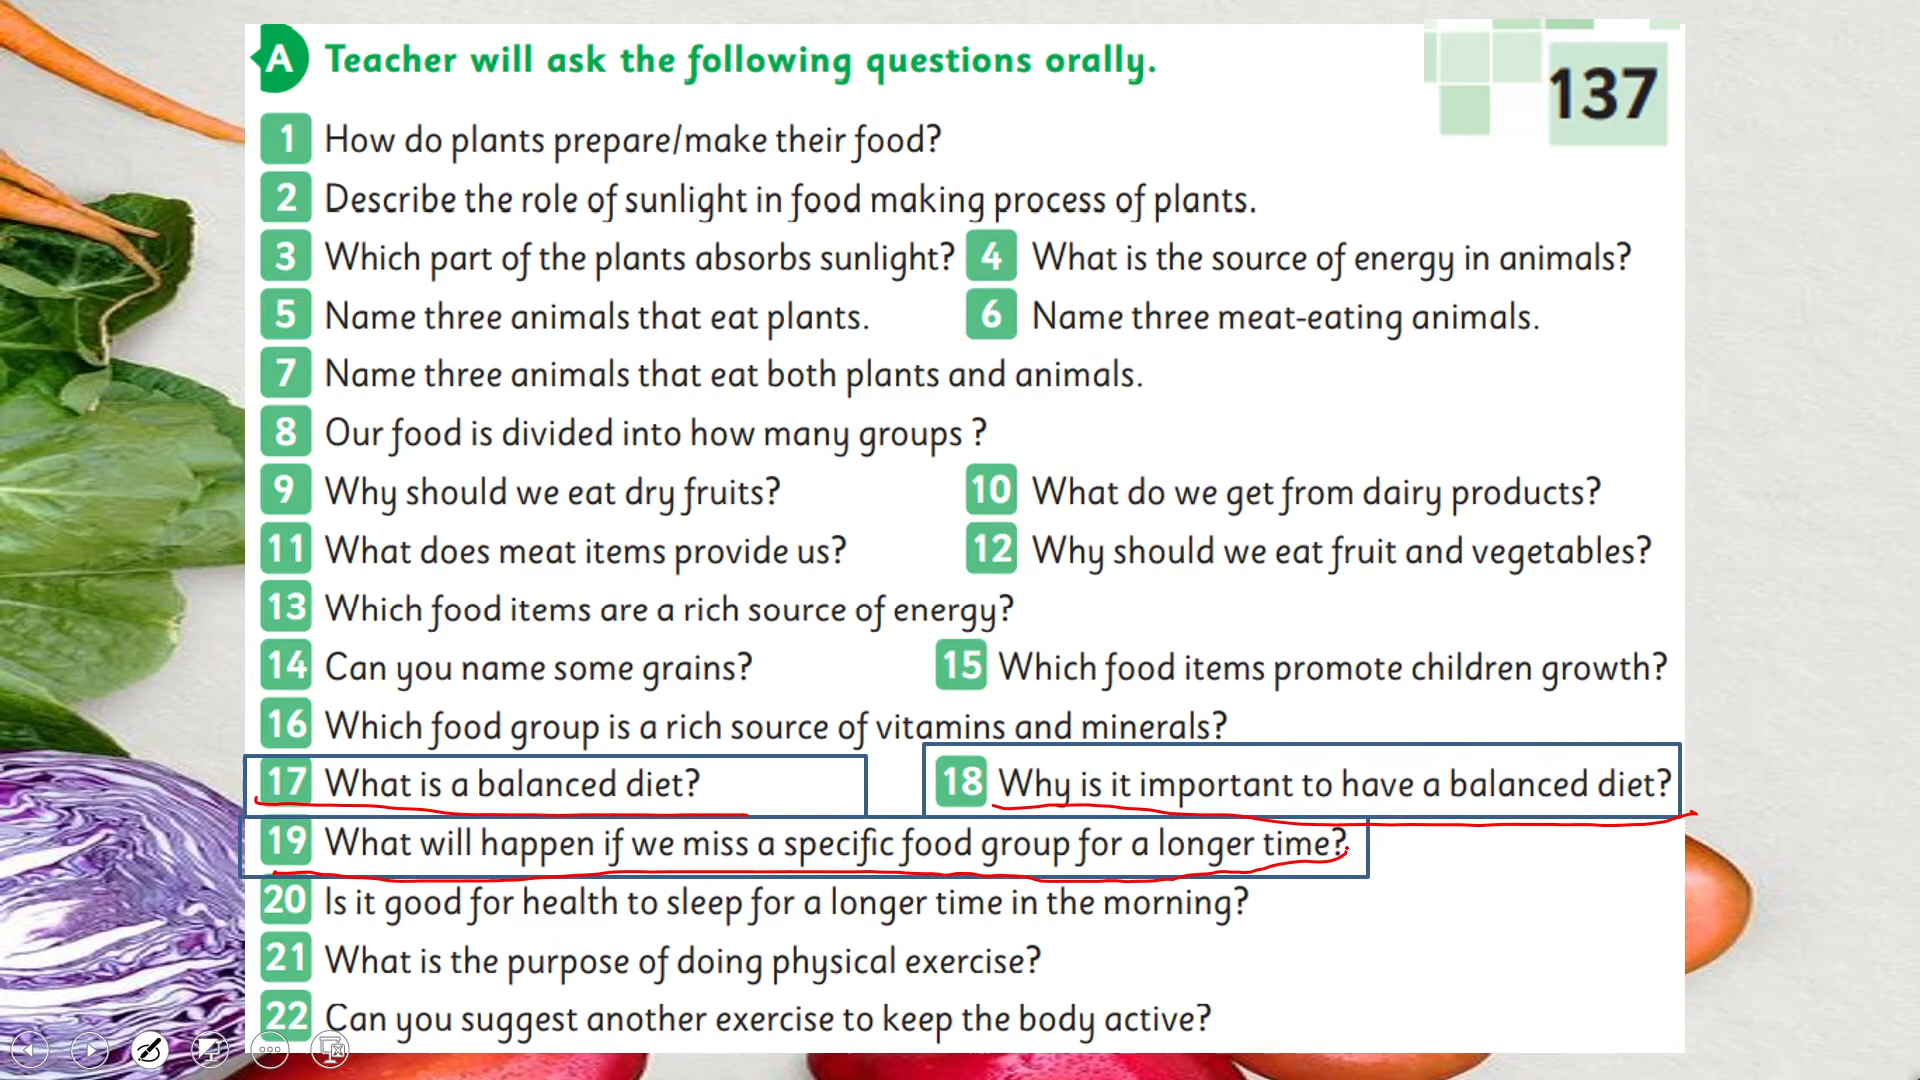 A Teacher will ask the following questions orally.
137
1 How do plants prepare/make their food?
2 Describe the role of sunlight in food making process of plants.
3 Which part of the plants absorbs sunlight? 4 What is the source of energy in animals?
5 Name three animals that eat plants. 6 Name three meat-eating animals.
7 Name three animals that eat both plants and animals.
8 Our food is divided into how many groups ?
9 Why should we eat dry fruits? 10 What do we get from dairy products?
11 What does meat items provide us? 12 Why should we eat fruit and vegetables?
13 Which food items are a rich source of energy?
14 Can you name some grains? 15 Which food items promote children growth?
16 Which food group is a rich source of vitamins and minerals?
17 What is a balanced diet? 18 Why is it important to have a balanced diet?
19 What will happen if we miss a specific food group for a longer time?
20 Is it good for health to sleep for a longer time in the morning?
21 What is the purpose of doing physical exercise?
22 Can you suggest another exercise to keep the body active?